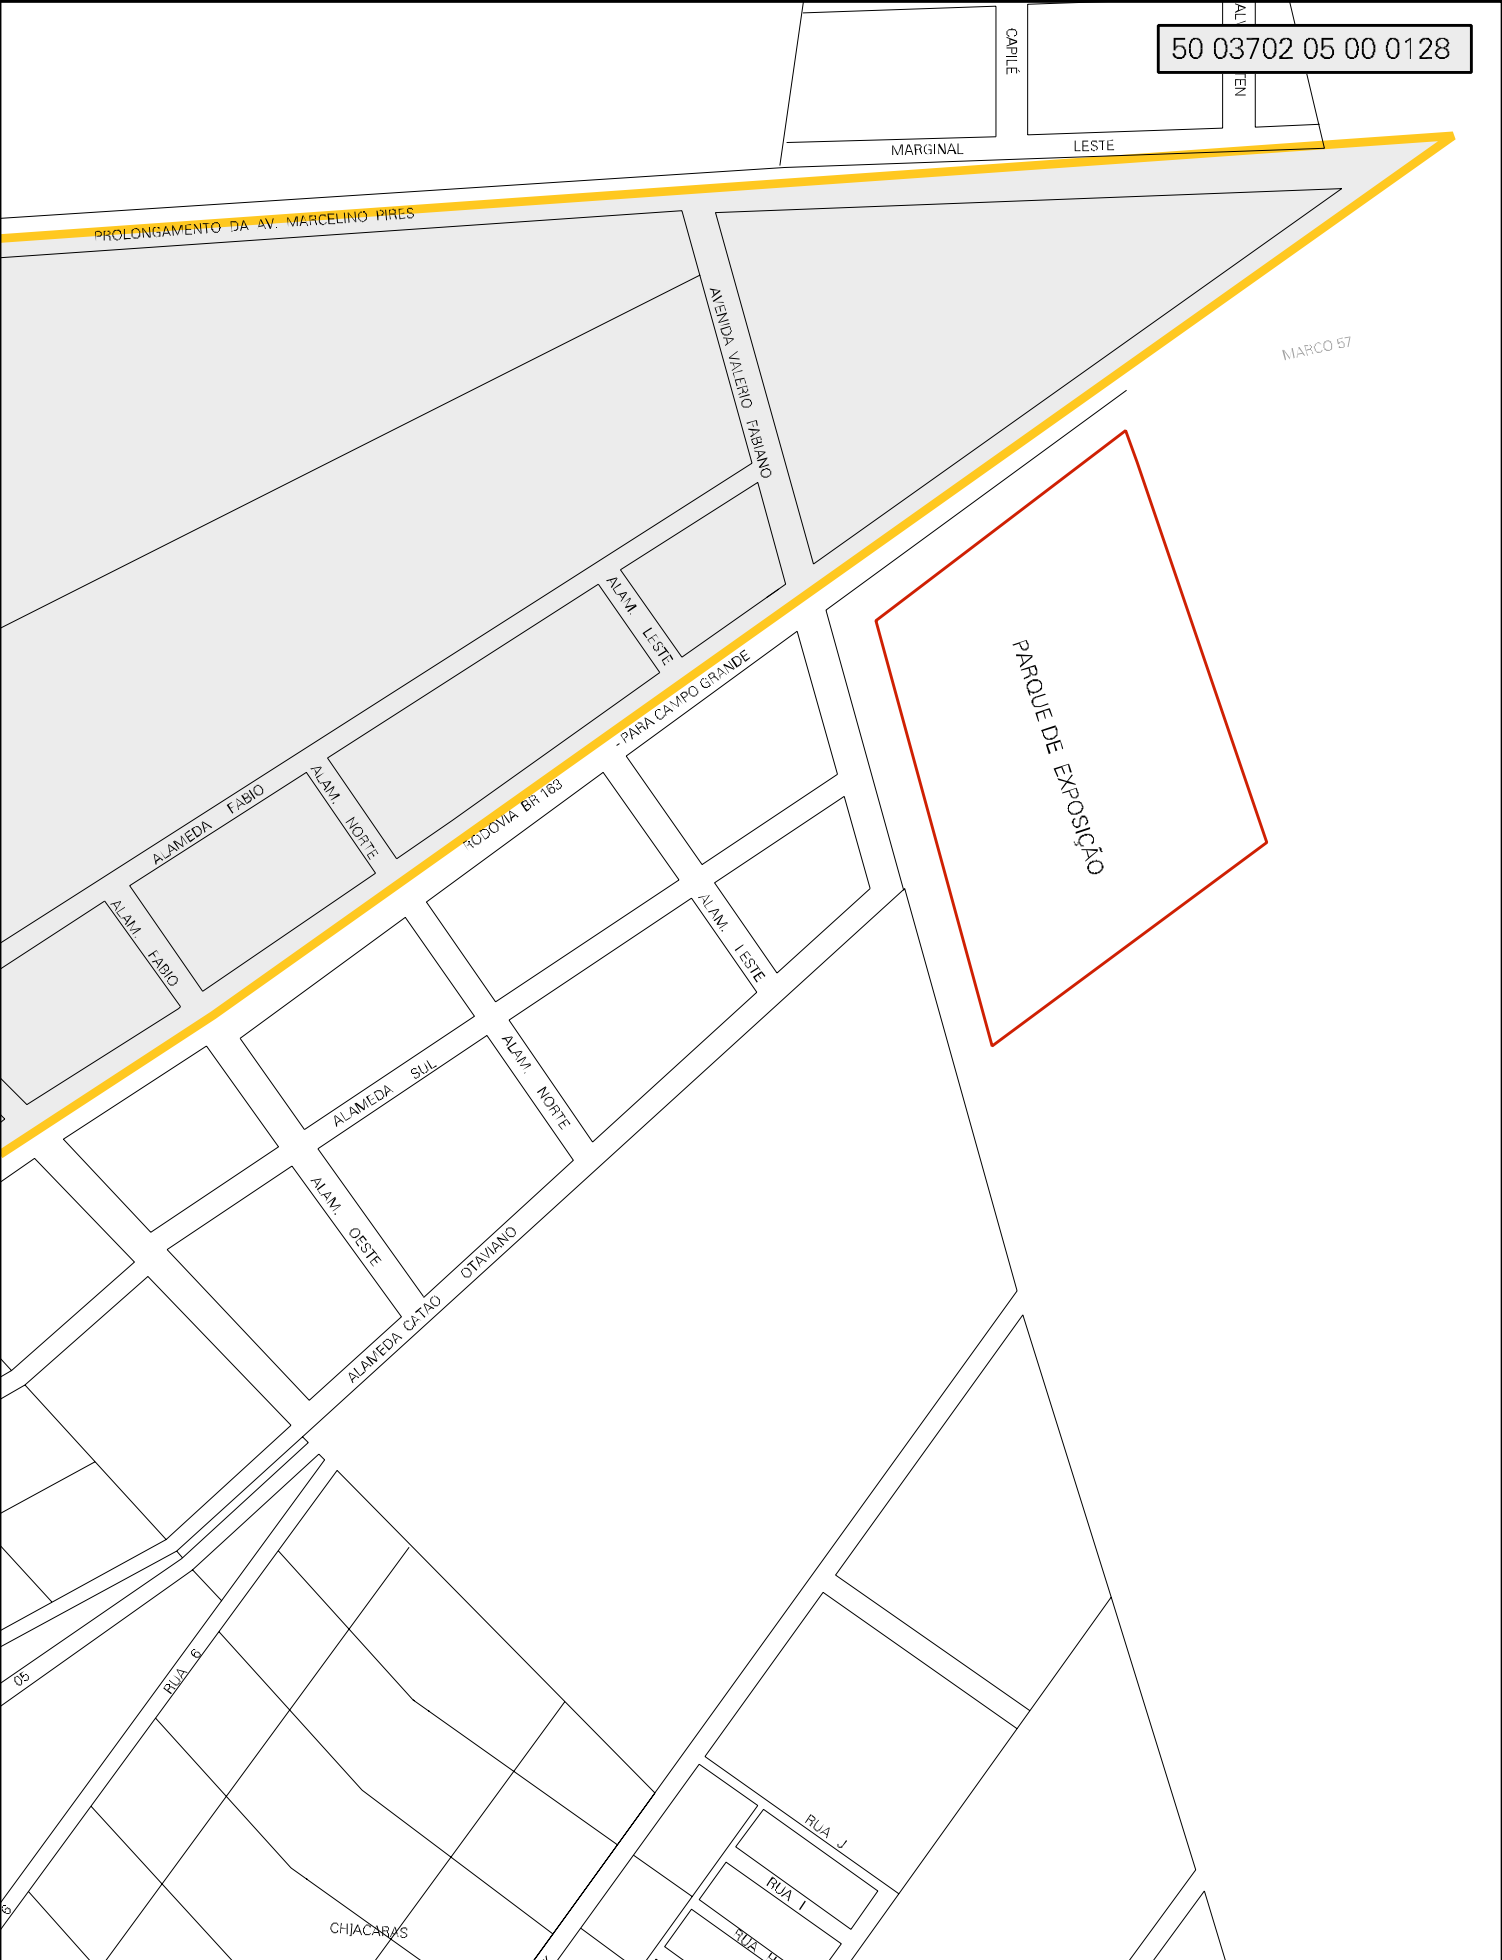 CAPILÉ
50 03702 05 00 0128
MARGINAL LESTE
PROLONGAMENTO DA AV. MARCELINO PIRES
AVENIDA VALERIO FABIANO
MARCO 57
ALAM. LESTE
RODOVIA BR 163 - PARA CAMPO GRANDE
PARQUE DE EXPOSIÇÃO
ALAMEDA FABIO
ALAM. NORTE
ALAM. FABIO
ALAM. LESTE
ALAMEDA SUL
ALAM. NORTE
ALAM. OESTE
ALAMEDA CATAO OTAVIANO
RUA 6
05
RUA J
RUA I
RUA H
6
CHACARAS